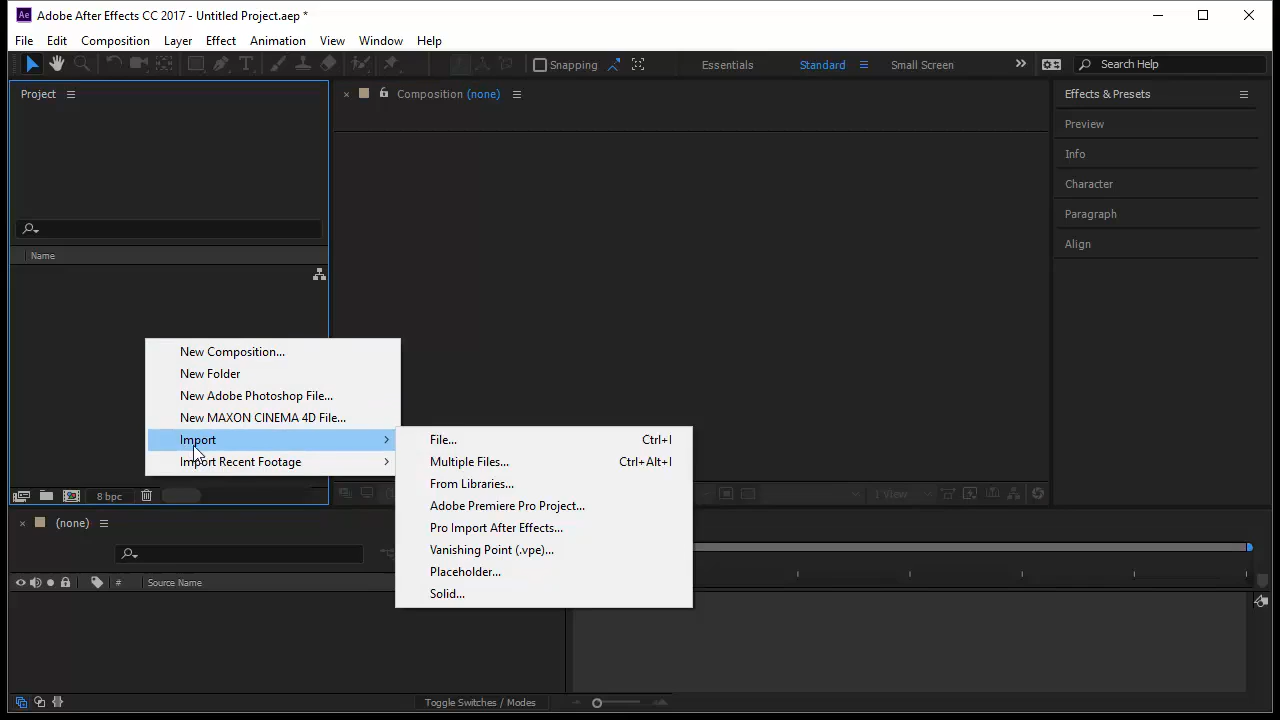 Ae Adobe After Effects CC 2017 - Untitled Project.aep *
File Edit Composition Layer Effect Animation View Window Help
Snapping Essentials Standard Small Screen Search Help
Project
Composition (none)
Effects & Presets
Preview
Info
Character
Paragraph
Align
Name
New Composition...
New Folder
New Adobe Photoshop File...
New MAXON CINEMA 4D File...
Import
Import Recent Footage
File... Ctrl+I
Multiple Files... Ctrl+Alt+I
From Libraries...
Adobe Premiere Pro Project...
Pro Import After Effects...
Vanishing Point (.vpe)...
Placeholder...
Solid...
8 bpc
1 View
(none)
# Source Name
Toggle Switches / Modes